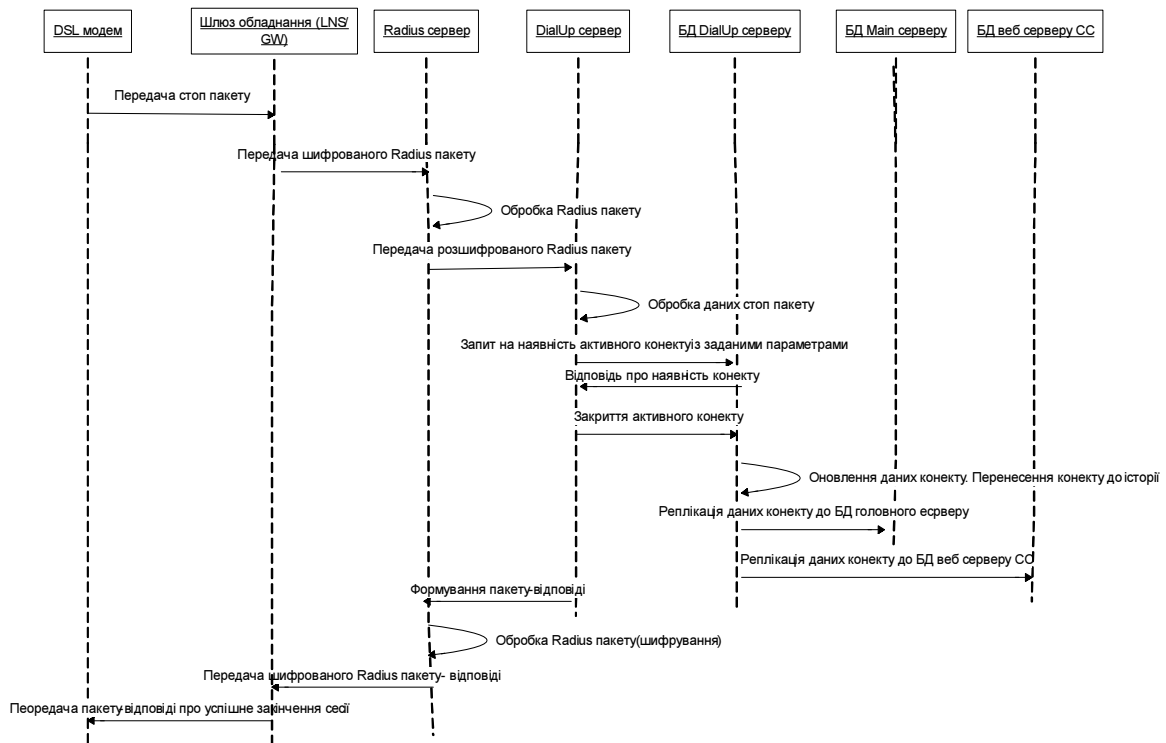 DSL модем
Шлюз обладнання (LNS/
GW)
Radius сервер
DialUp сервер
БД DialUp серверу
БД Main серверу
БД веб серверу СС
Передача стоп пакету
Передача шифрованого Radius пакету
Обробка Radius пакету
Передача розшифрованого Radius пакету
Обробка даних стоп пакету
Запит на наявність активного конектуіз заданими параметрами
Відповідь про наявність конекту
Закриття активного конекту
Оновлення даних конекту. Перенесення конекту до історії
Реплікація даних конекту до БД головного есрверу
Реплікація даних конекту до БД веб серверу СС
Формування пакету-відповіді
Обробка Radius пакету(шифрування)
Передача шифрованого Radius пакету- відповіді
Пеоредача пакету-відповіді про успішне закінчення сесії